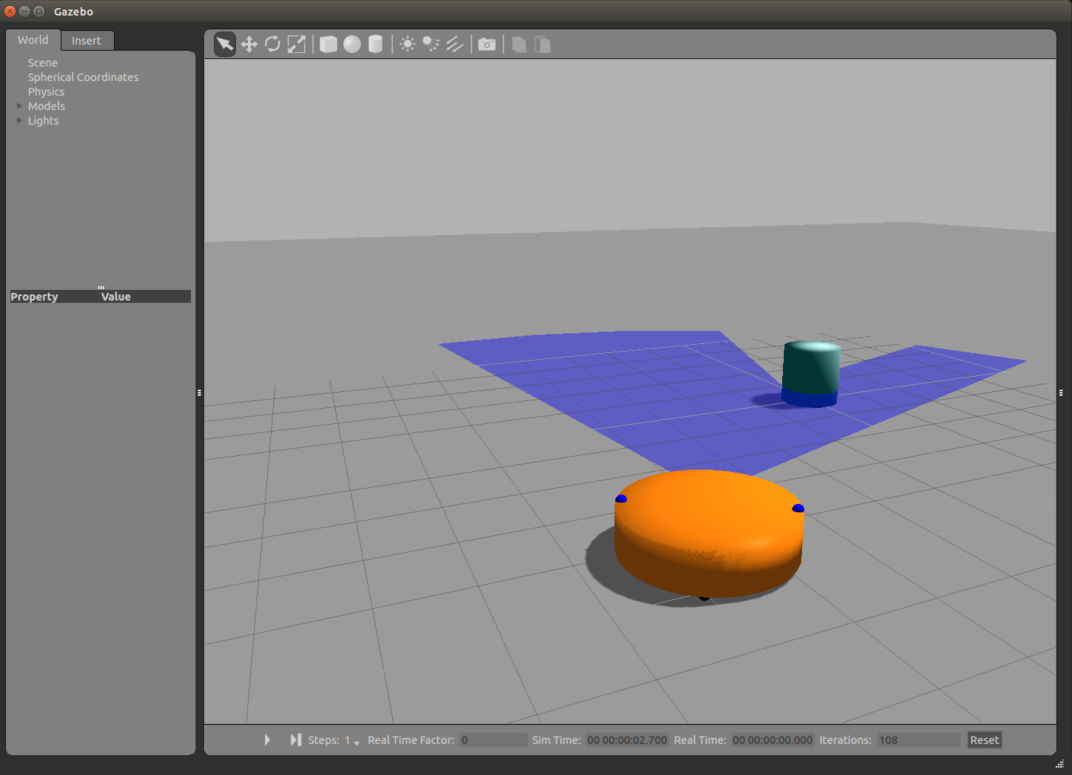 Gazebo
World Insert
Scene
Spherical Coordinates
Physics
Models
Lights
Property Value
Steps: 1 Real Time Factor: 0 Sim Time: 00 00:00:02.700 Real Time: 00 00:00:00.000 Iterations: 108 Reset